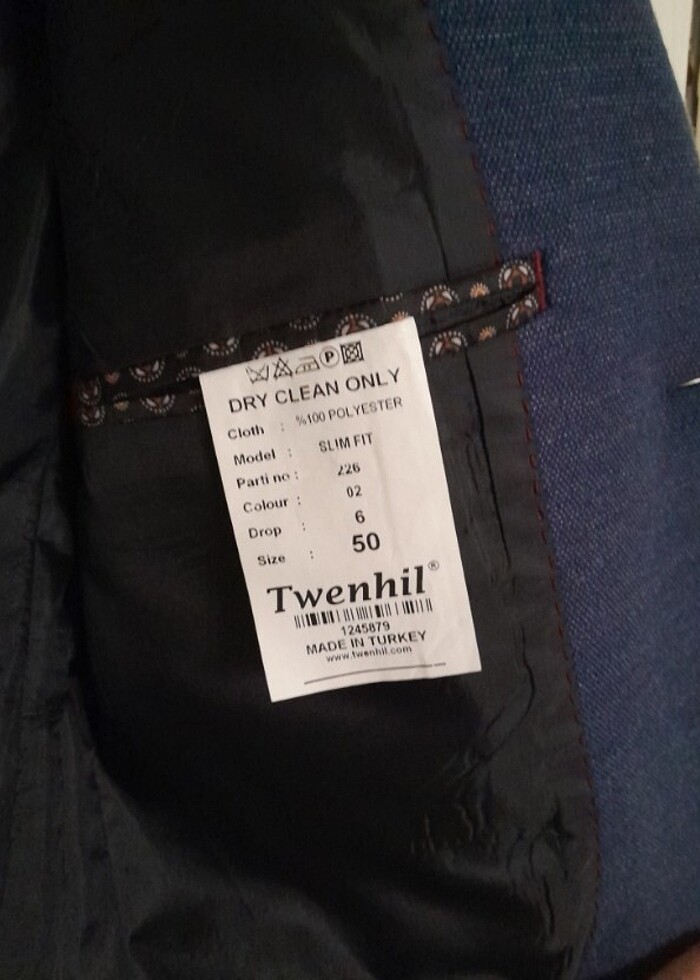 P
DRY CLEAN ONLY
Cloth : %100 POLYESTER
Model : SLIM FIT
Parti no : 226
Colour : 02
Drop : 6
Size : 50
Twenhil®
1245879
MADE IN TURKEY
www.twenhil.com